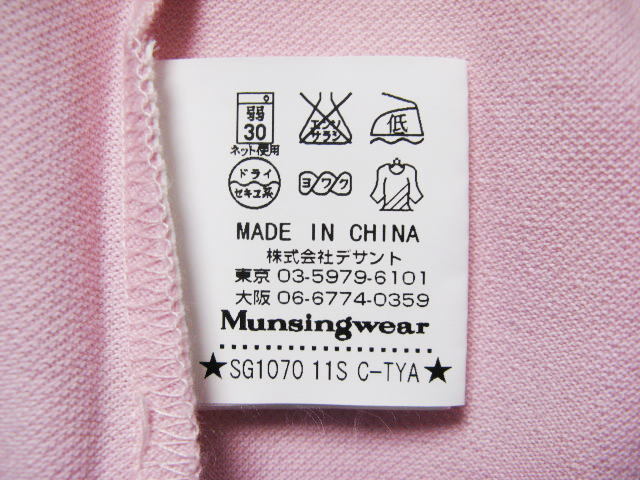 弱
30
ネット使用
エンソ
サラシ
低
ドライ
セキユ系
ヨワク
MADE IN CHINA
株式会社デサント
東京 03-5979-6101
大阪 06-6774-0359
Munsingwear
★SG1070 11S C-TYA★